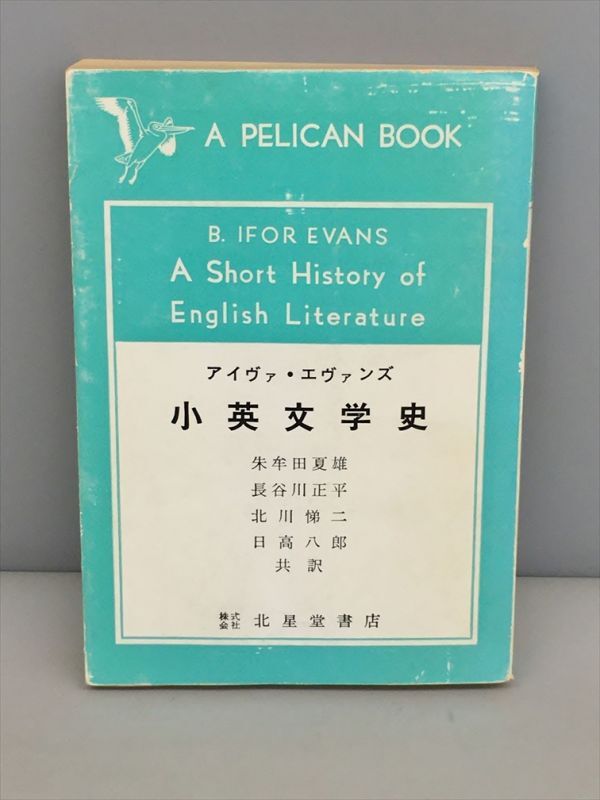 A PELICAN BOOK
B. IFOR EVANS
A Short History of
English Literature
アイヴァ・エヴァンズ
小英文学史
朱牟田夏雄
長谷川正平
北川悌二
日高八郎
共訳
株式会社 北星堂書店